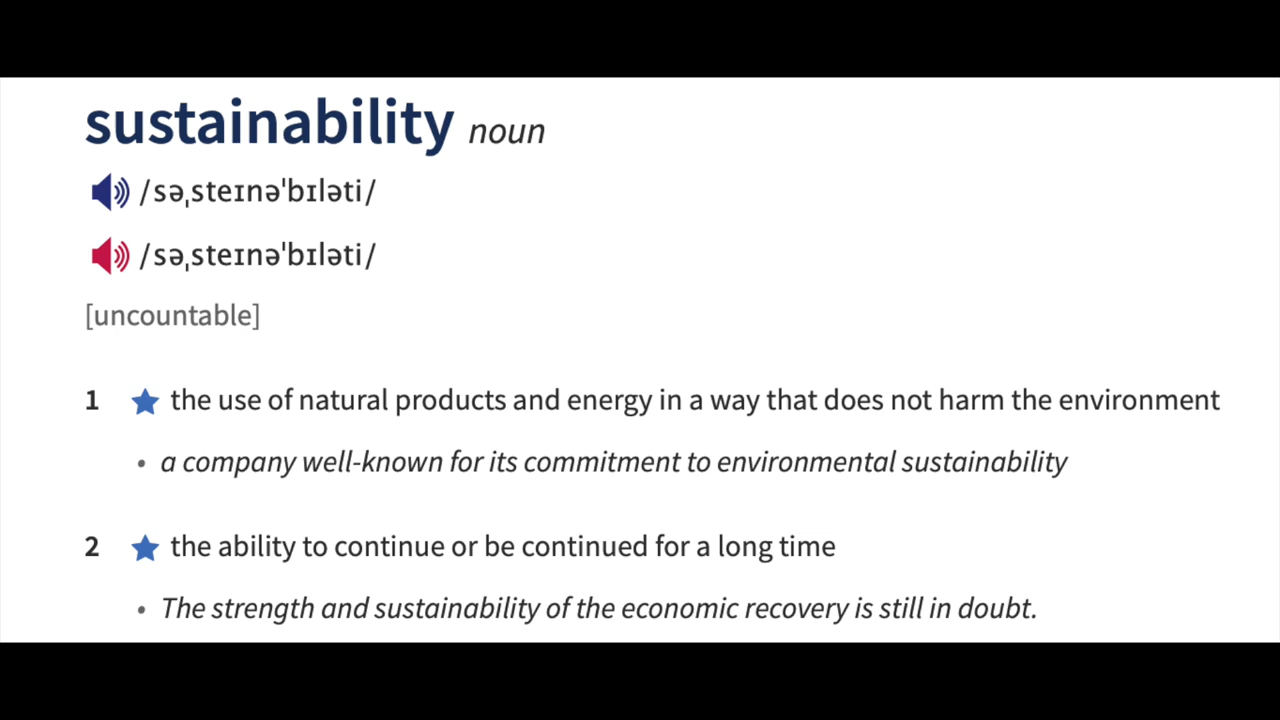 sustainability noun
/səˌsteɪnəˈbɪləti/
/səˌsteɪnəˈbɪləti/
[uncountable]
1 ★ the use of natural products and energy in a way that does not harm the environment
• a company well-known for its commitment to environmental sustainability
2 ★ the ability to continue or be continued for a long time
• The strength and sustainability of the economic recovery is still in doubt.